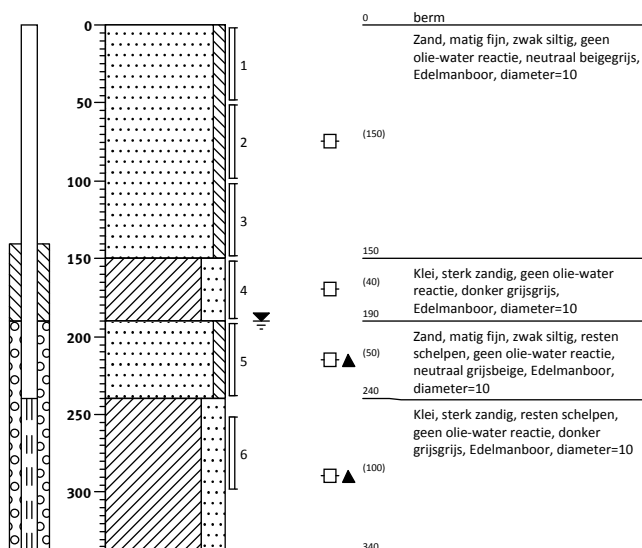 0
50
100
150
200
250
300
1
2
3
4
5
6
0 berm
Zand, matig fijn, zwak siltig, geen
olie-water reactie, neutraal beigegrijs,
Edelmanboor, diameter=10
(150)
150
Klei, sterk zandig, geen olie-water
(40) reactie, donker grijsgrijs,
Edelmanboor, diameter=10
190
Zand, matig fijn, zwak siltig, resten
(50) schelpen, geen olie-water reactie,
neutraal grijsbeige, Edelmanboor,
diameter=10
240
Klei, sterk zandig, resten schelpen,
geen olie-water reactie, donker
grijsgrijs, Edelmanboor, diameter=10
(100)
340